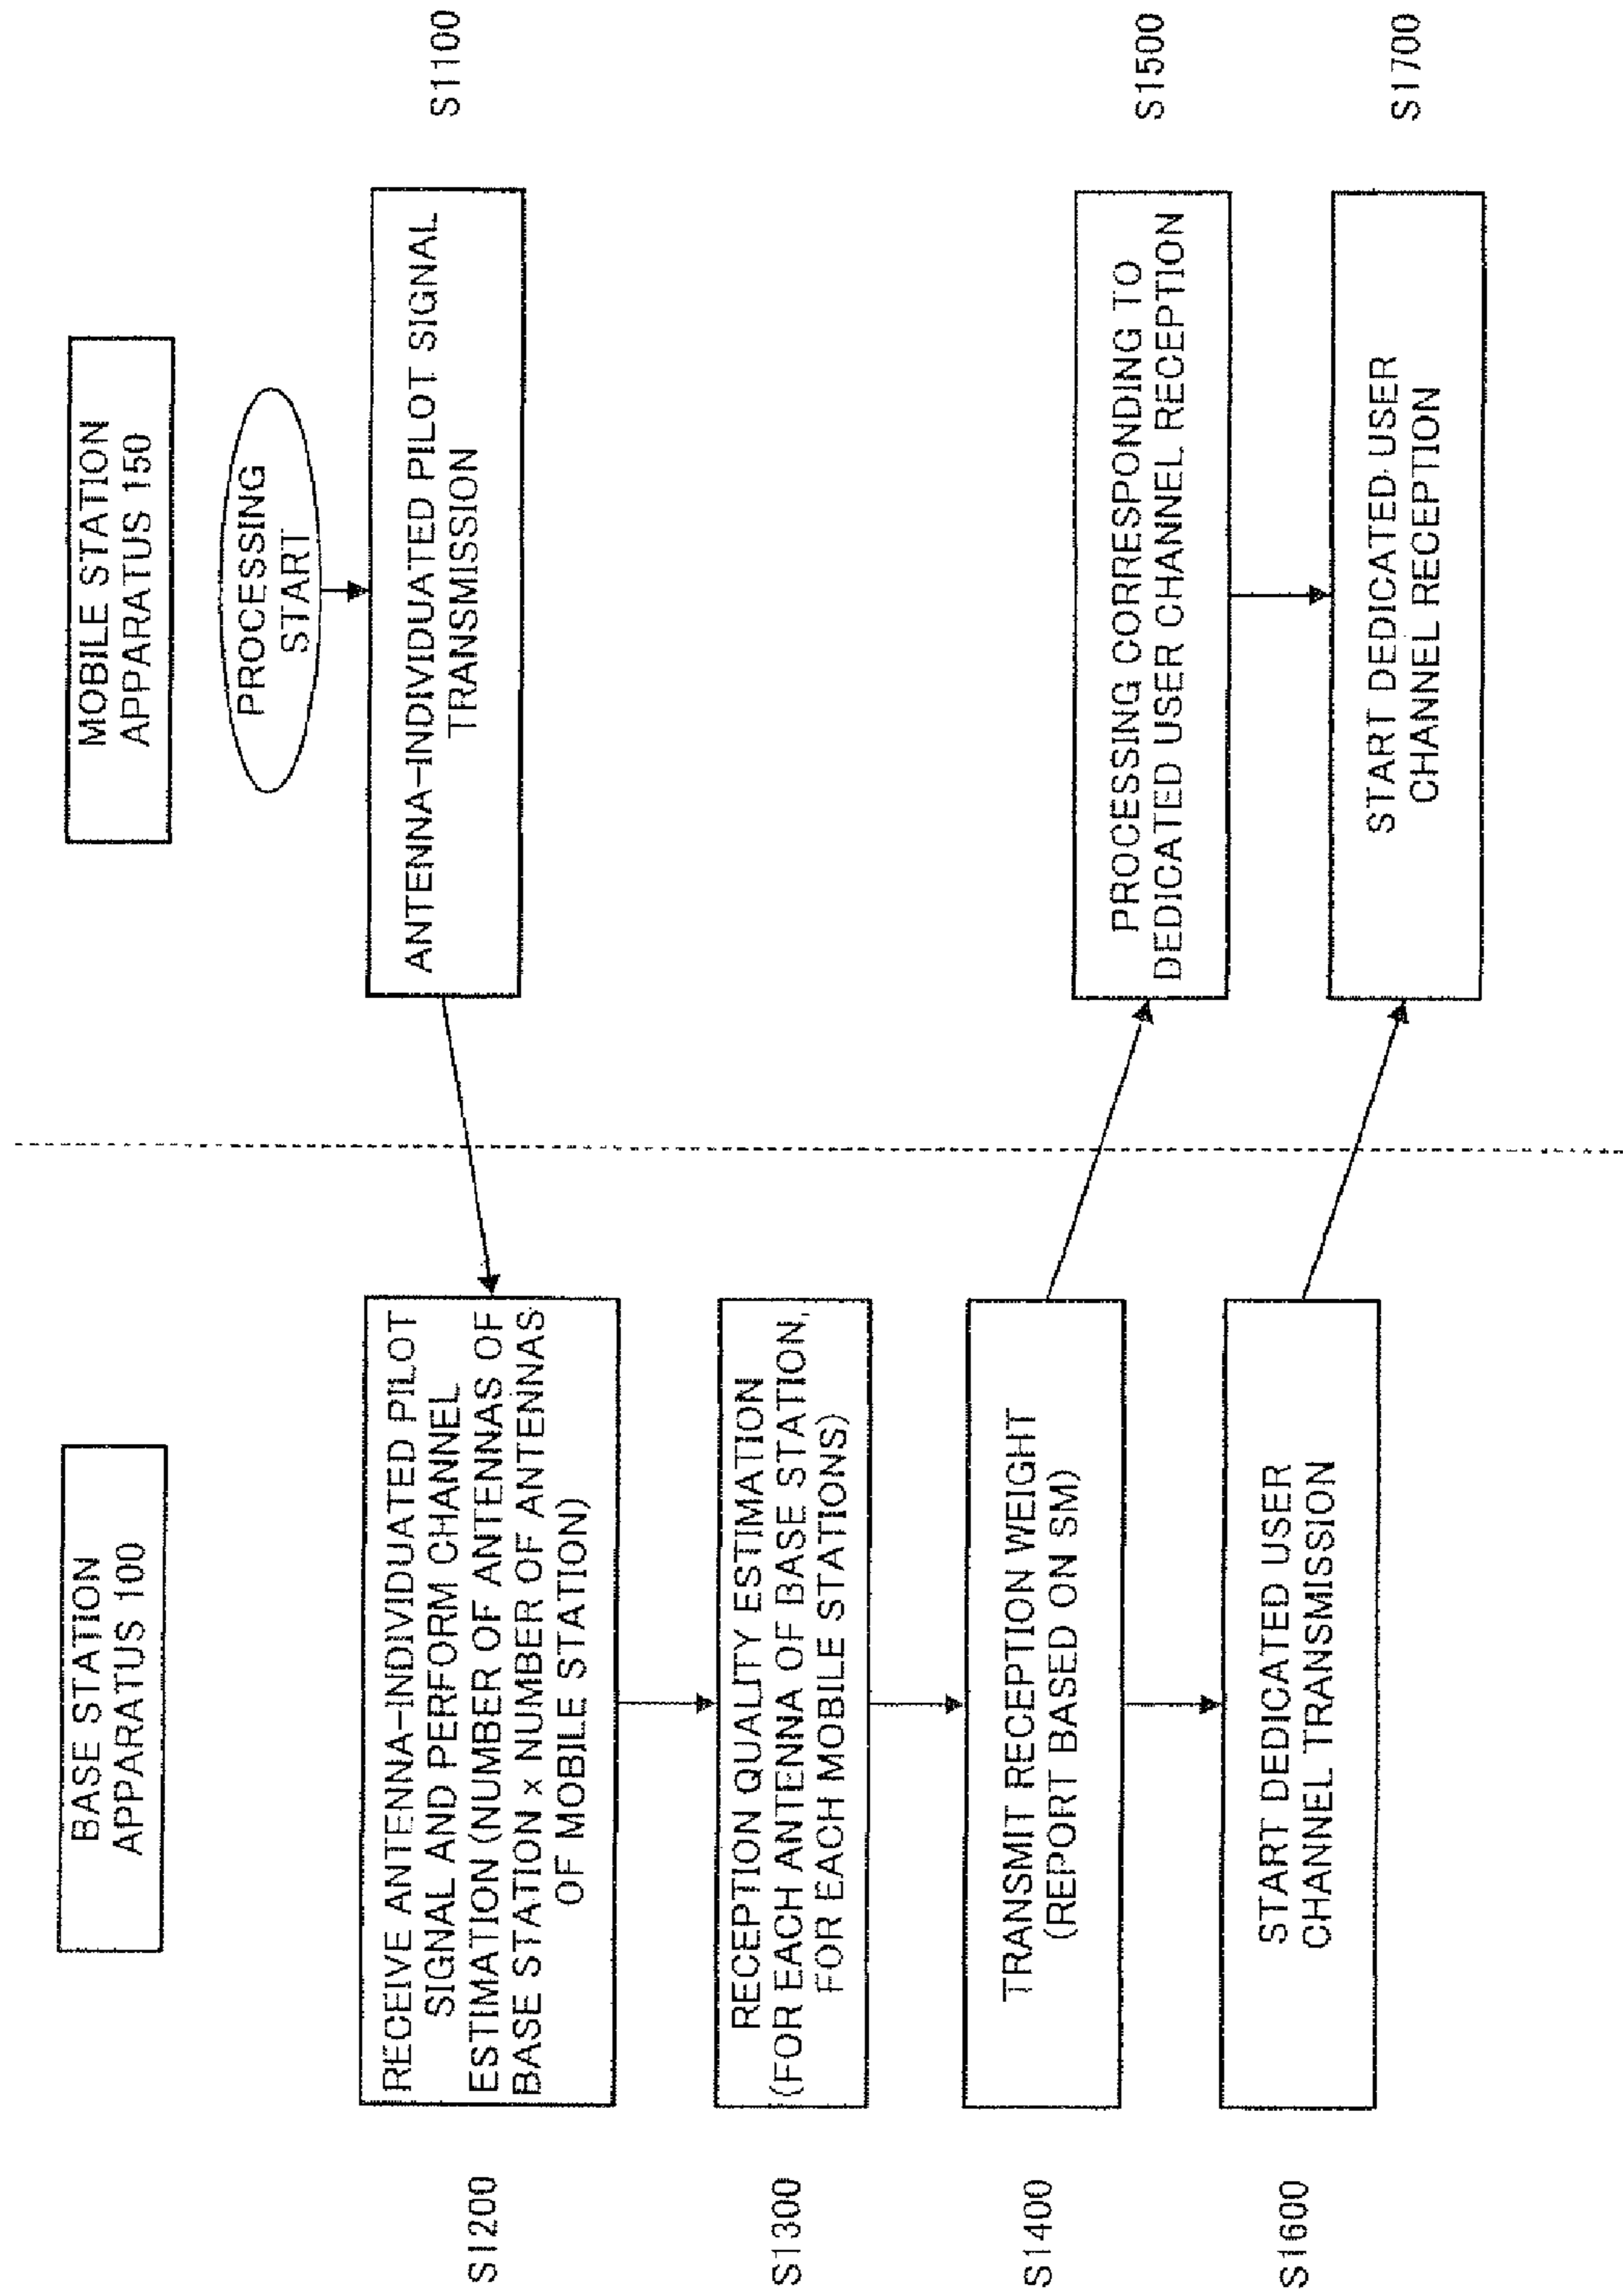 BASE STATION
APPARATUS 100
MOBILE STATION
APPARATUS 150
PROCESSING
START
ANTENNA-INDIVIDUATED PILOT SIGNAL
TRANSMISSION
S1100
S1200
RECEIVE ANTENNA-INDIVIDUATED PILOT
SIGNAL AND PERFORM CHANNEL
ESTIMATION (NUMBER OF ANTENNAS OF
BASE STATION × NUMBER OF ANTENNAS
OF MOBILE STATION)
S1300
RECEPTION QUALITY ESTIMATION
(FOR EACH ANTENNA OF BASE STATION,
FOR EACH MOBILE STATIONS)
S1400
TRANSMIT RECEPTION WEIGHT
(REPORT BASED ON SM)
PROCESSING CORRESPONDING TO
DEDICATED USER CHANNEL RECEPTION
S1500
S1600
START DEDICATED USER
CHANNEL TRANSMISSION
START DEDICATED USER
CHANNEL RECEPTION
S1700